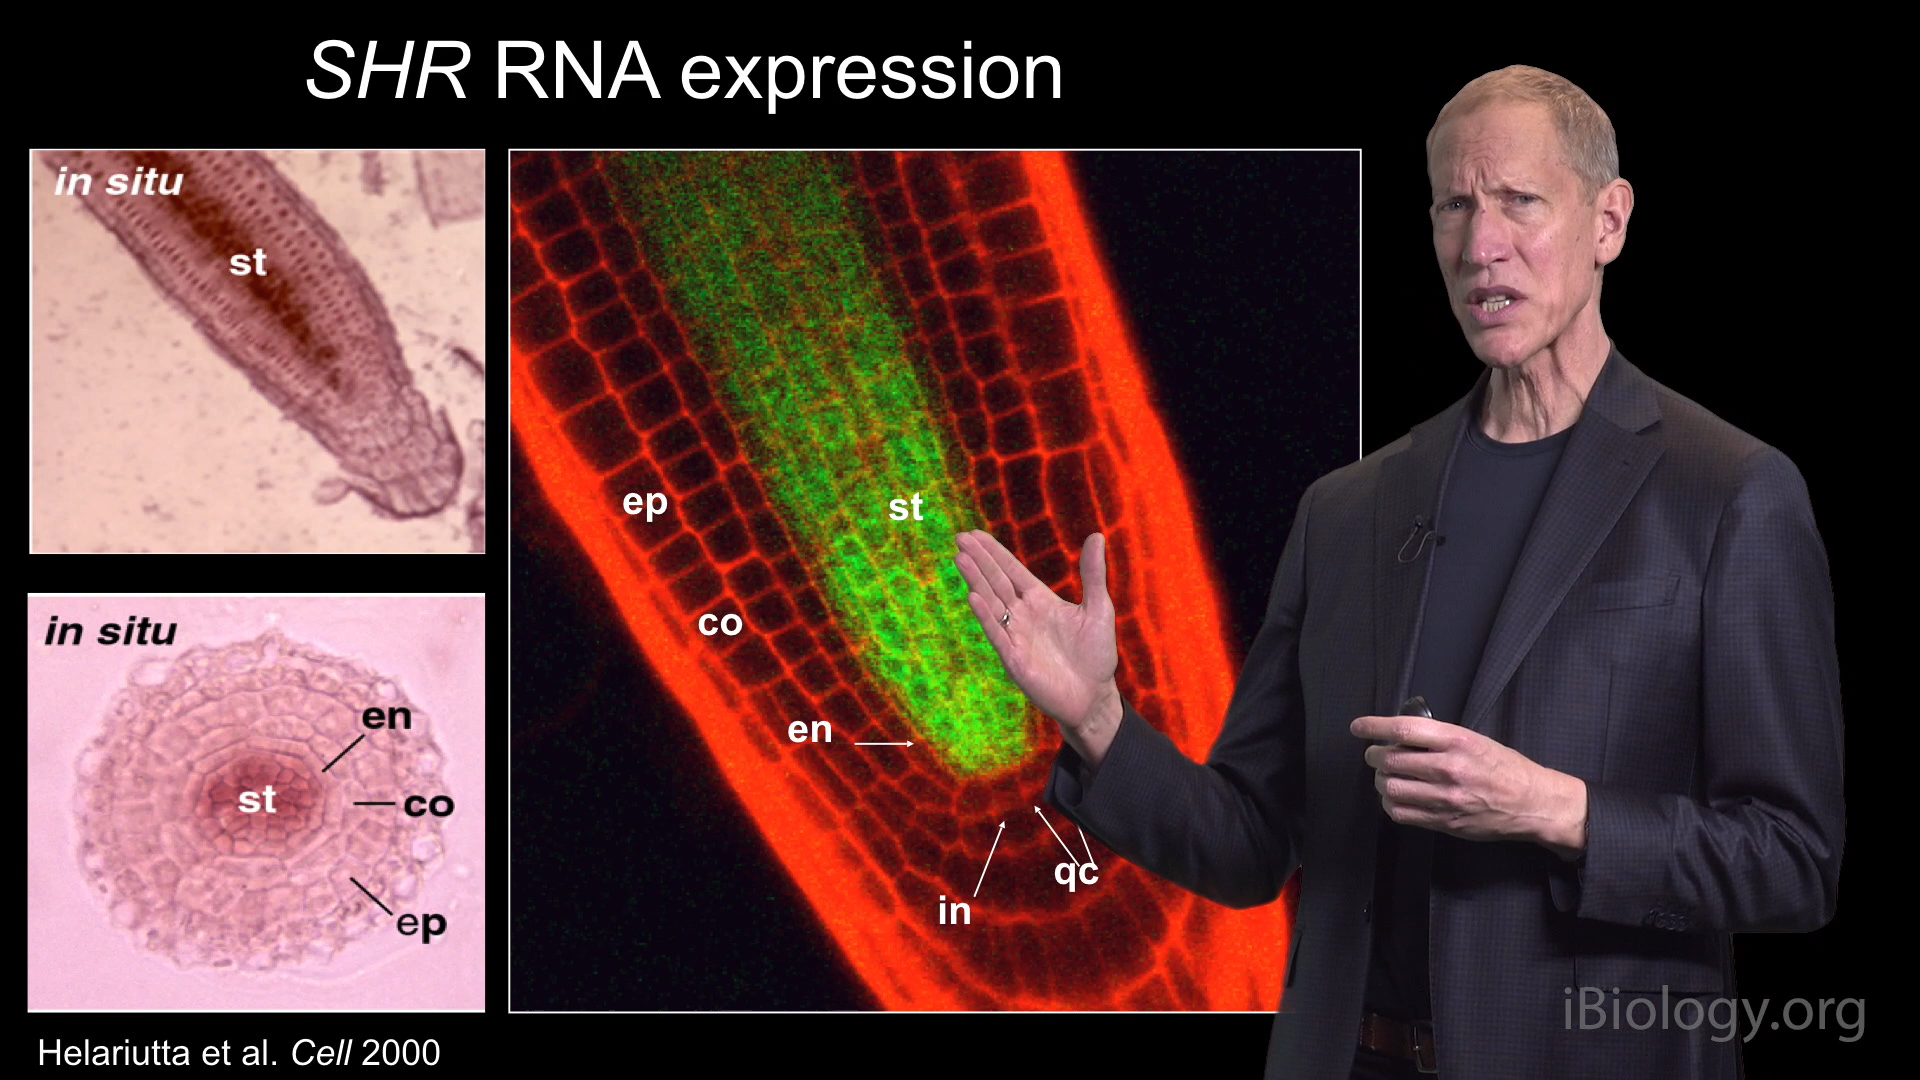 SHR RNA expression
in situ
st
in situ
en
st
co
ep
ep
st
co
en
qc
in
Helariutta et al. Cell 2000
iBiology.org